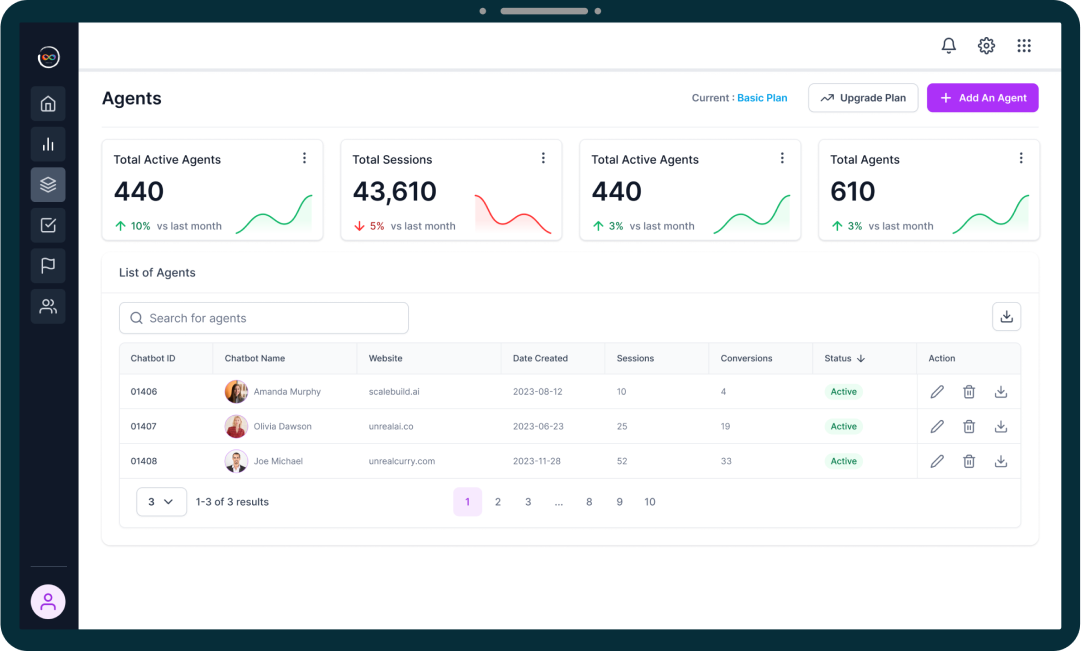 Agents
Current : Basic Plan
Upgrade Plan
Add An Agent
Total Active Agents
440
10% vs last month
Total Sessions
43,610
5% vs last month
Total Active Agents
440
3% vs last month
Total Agents
610
3% vs last month
List of Agents
Search for agents
Chatbot ID Chatbot Name Website Date Created Sessions Conversions Status Action
01406 Amanda Murphy scalebuild.ai 2023-08-12 10 4 Active
01407 Olivia Dawson unrealai.co 2023-06-23 25 19 Active
01408 Joe Michael unrealcurry.com 2023-11-28 52 33 Active
3 1-3 of 3 results 1 2 3 ... 8 9 10